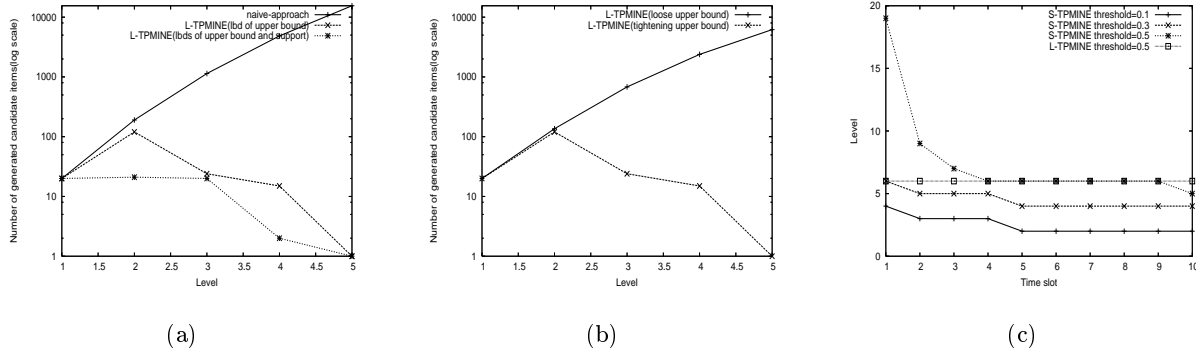 10000
1000
100
10
1
Number of generated candidate items(log scale)
naive-approach
L-TPMINE(lbd of upper bound)
L-TPMINE(lbds of upper bound and support)
1 1.5 2 2.5 3 3.5 4 4.5 5
Level
(a)
10000
1000
100
10
1
Number of generated candidate items(log scale)
L-TPMINE(loose upper bound)
L-TPMINE(tightening upper bound)
1 1.5 2 2.5 3 3.5 4 4.5 5
Level
(b)
20
15
10
5
0
Level
S-TPMINE threshold=0.1
S-TPMINE threshold=0.3
S-TPMINE threshold=0.5
L-TPMINE threshold=0.5
1 2 3 4 5 6 7 8 9 10
Time slot
(c)